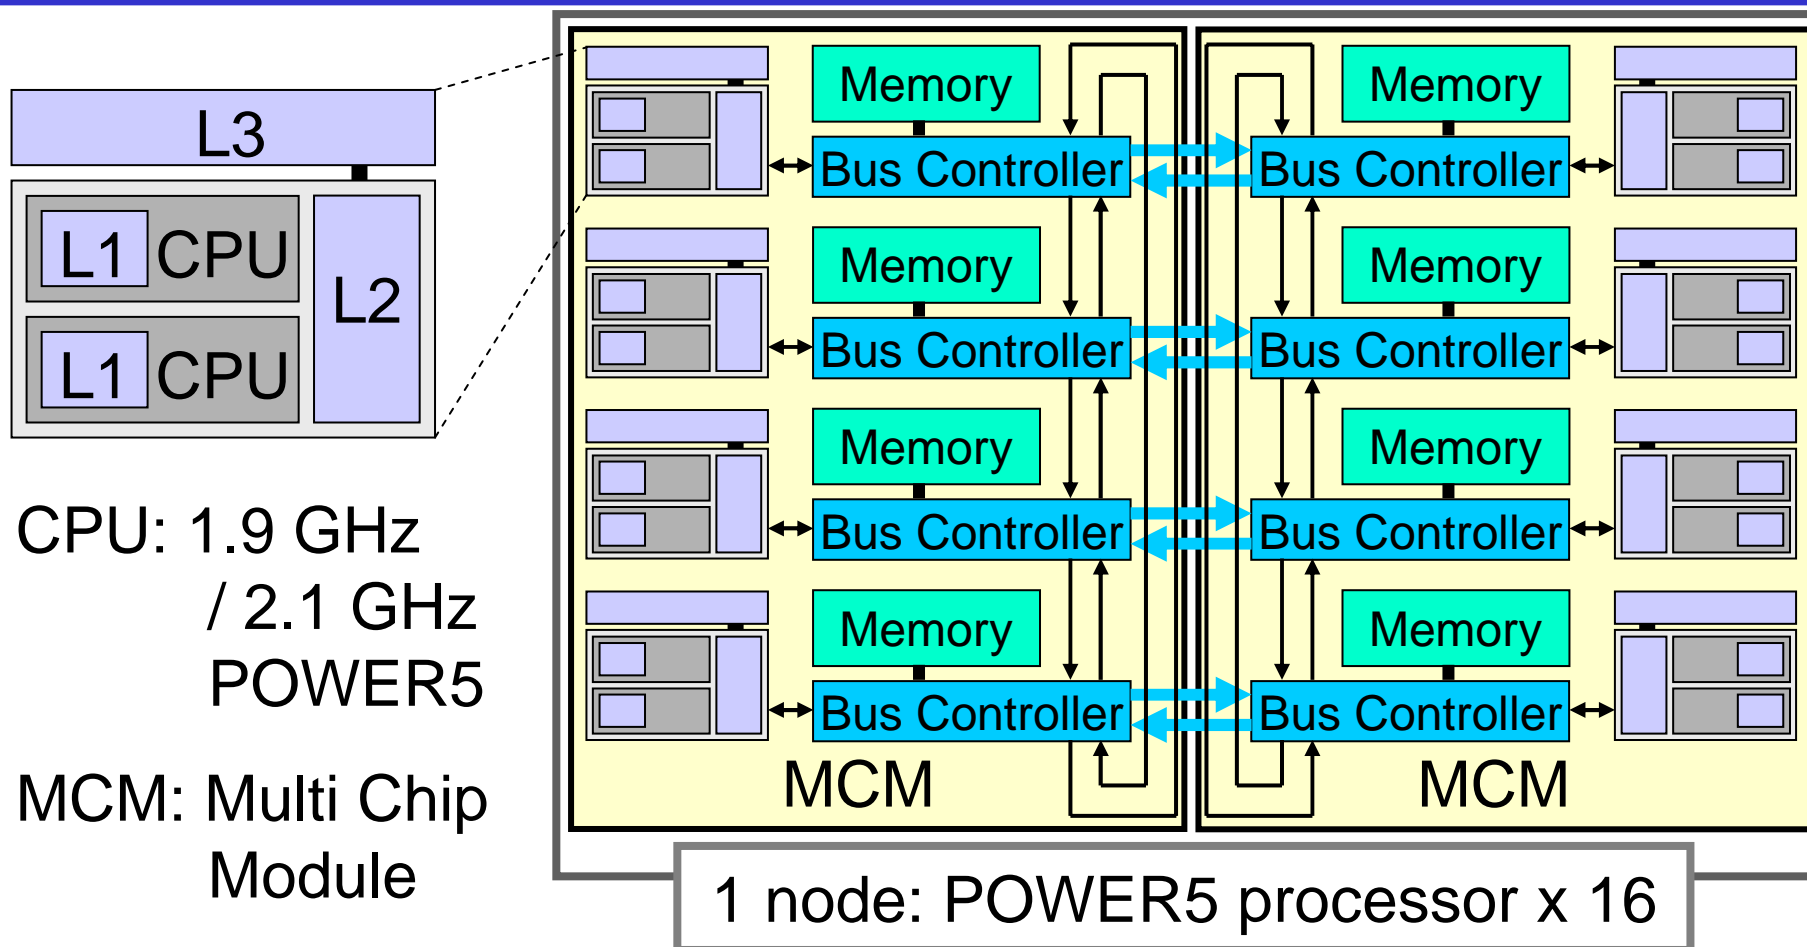 L3
L1 CPU
L2
L1 CPU
CPU: 1.9 GHz
/ 2.1 GHz
POWER5
MCM: Multi Chip
Module
Memory
Memory
Bus Controller
Bus Controller
Memory
Memory
Bus Controller
Bus Controller
Memory
Memory
Bus Controller
Bus Controller
Memory
Memory
Bus Controller
Bus Controller
MCM
MCM
1 node: POWER5 processor x 16